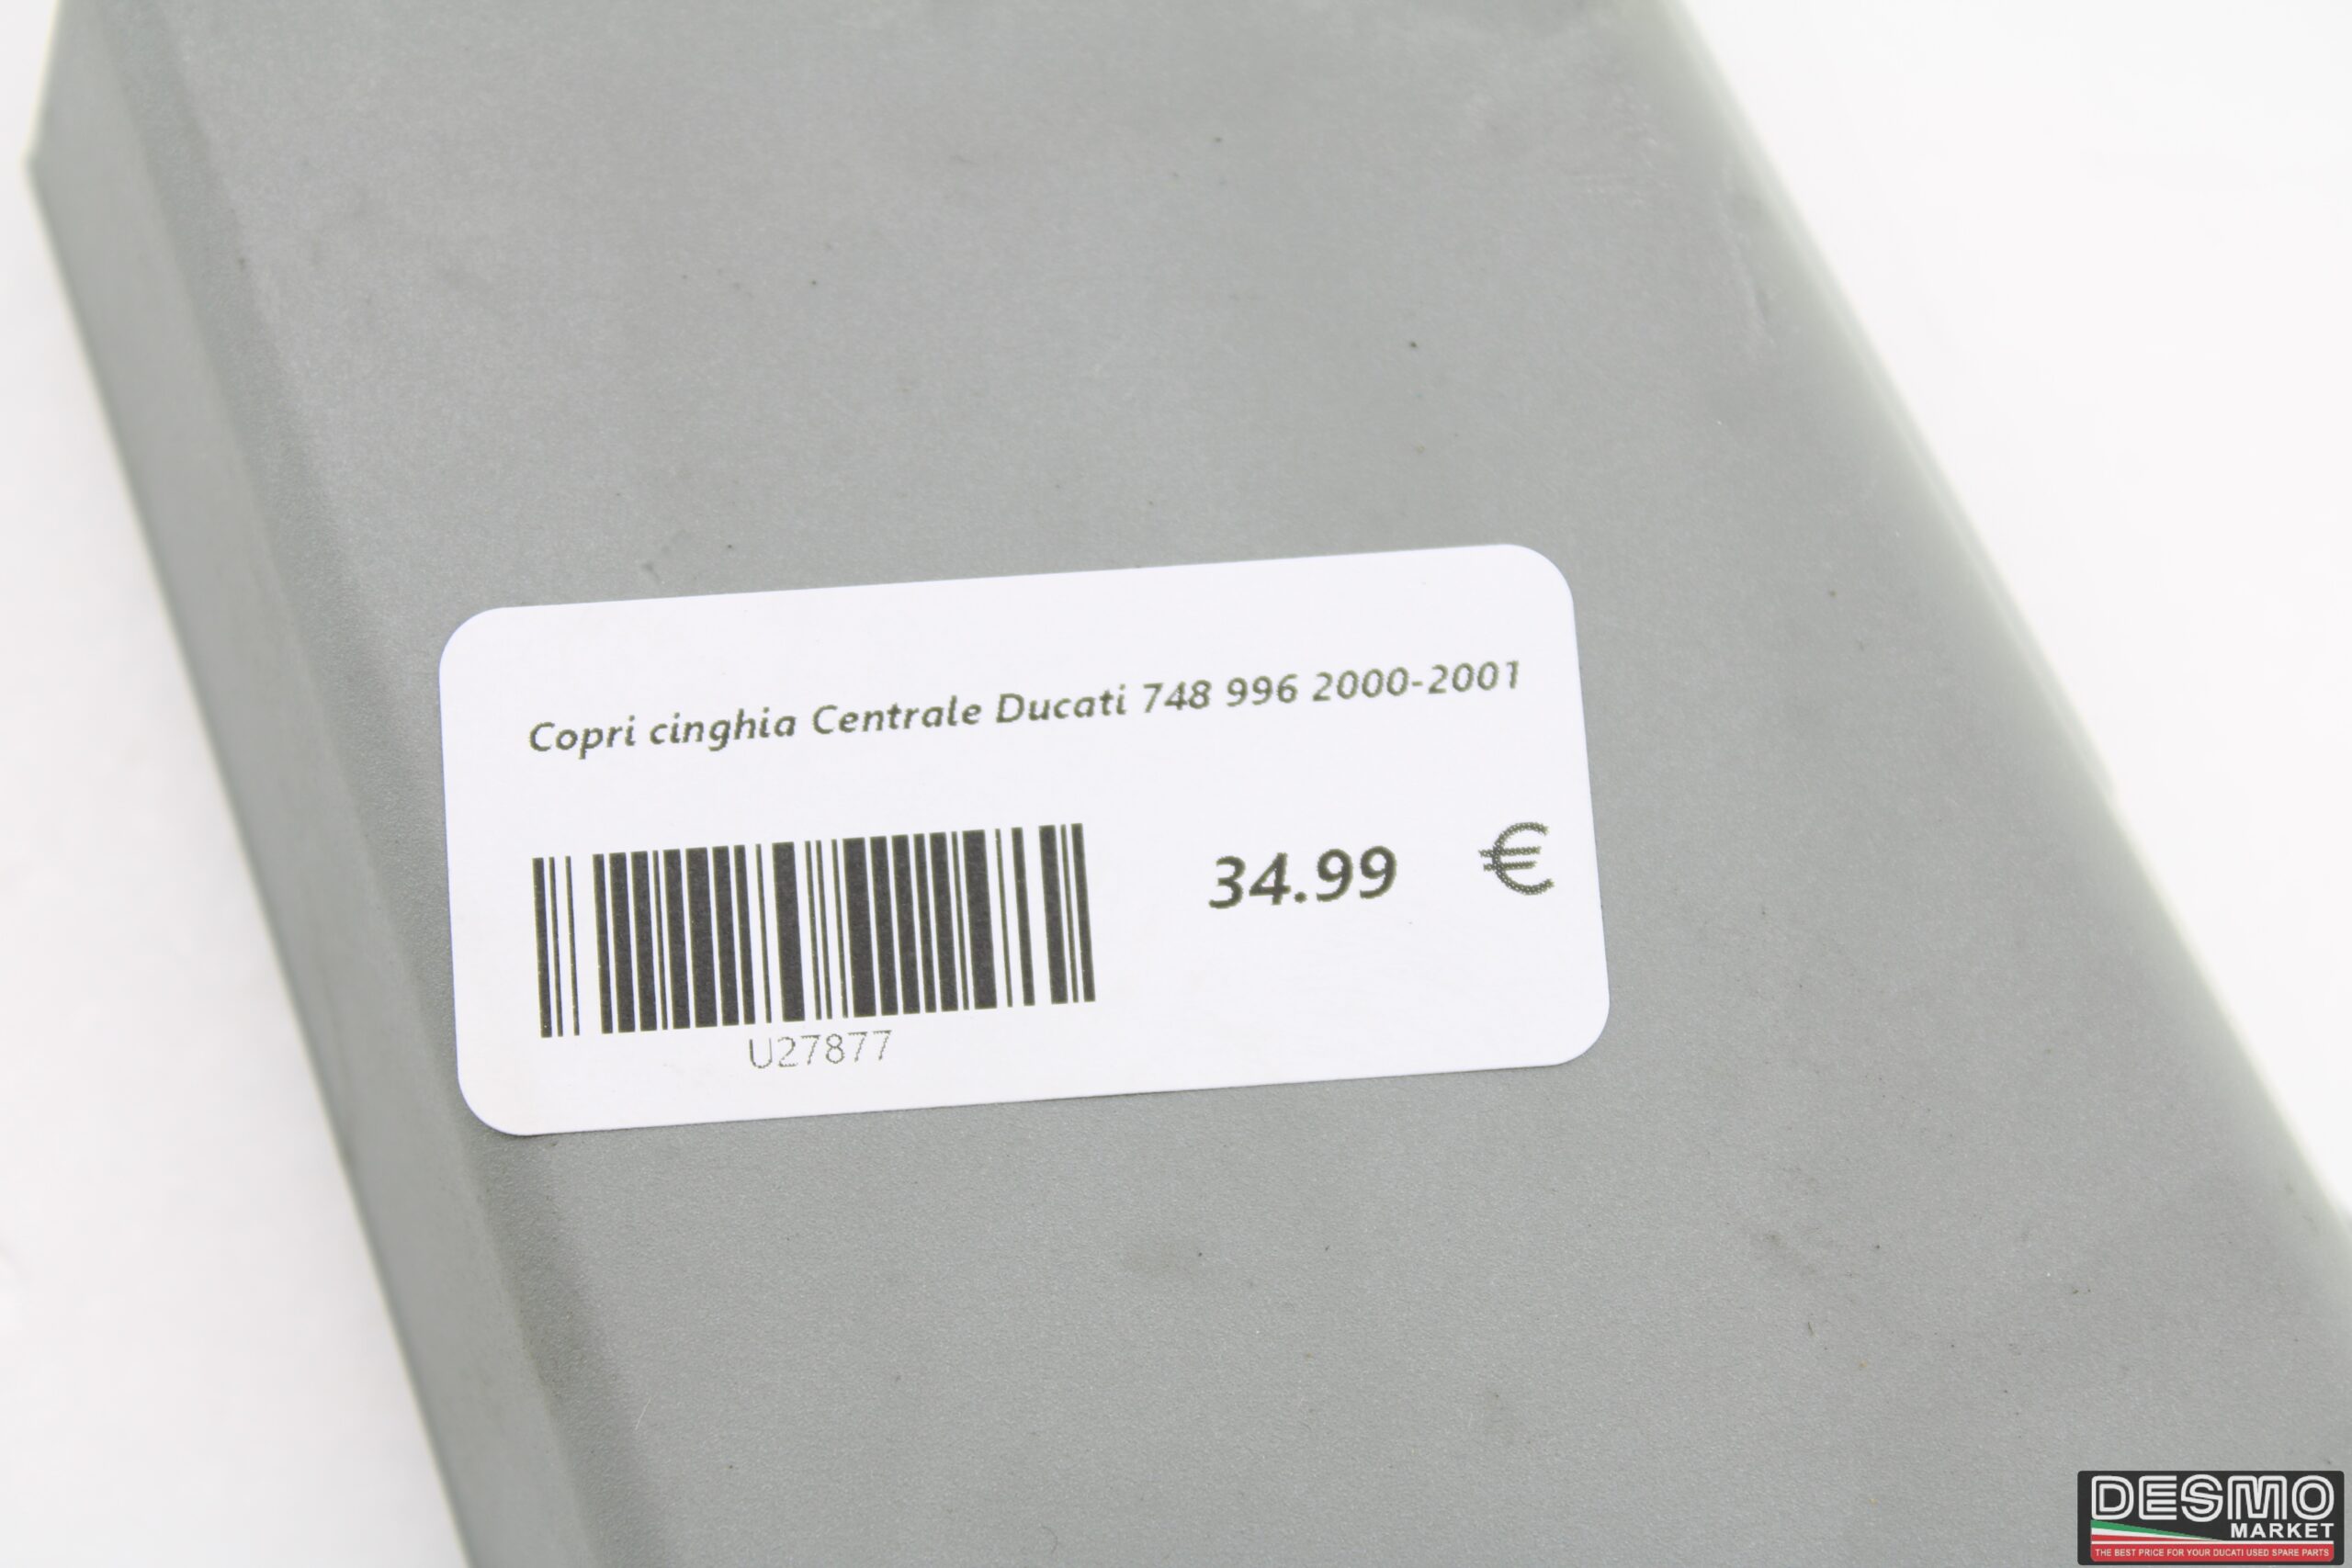 Copri cinghia Centrale Ducati 748 996 2000-2001
34.99 €
U27877
DESMO
MARKET
THE BEST PRICE FOR YOUR DUCATI USED SPARE PARTS